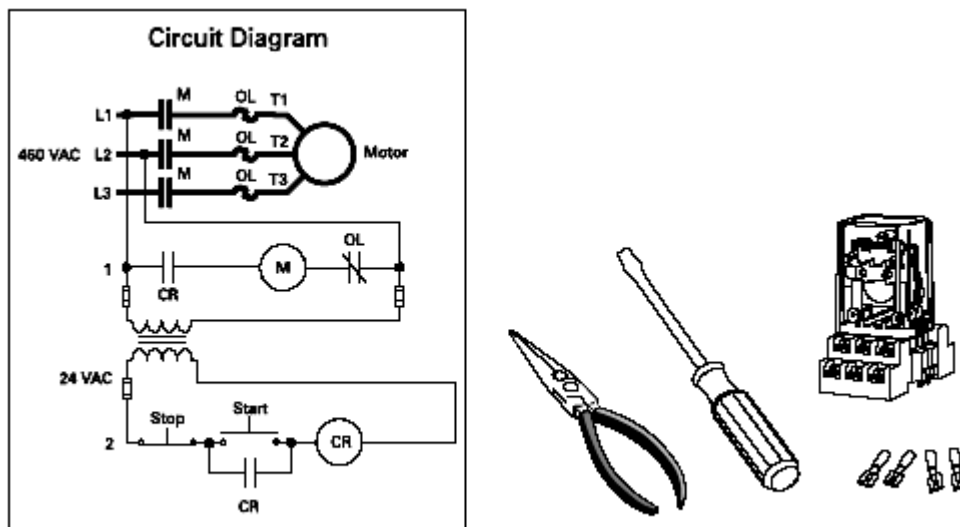 Circuit Diagram
M
OL T1
L1
M
OL T2
460 VAC L2
Motor
M
OL T3
L3
OL
1
M
CR
24 VAC
Stop
Start
2
CR
CR